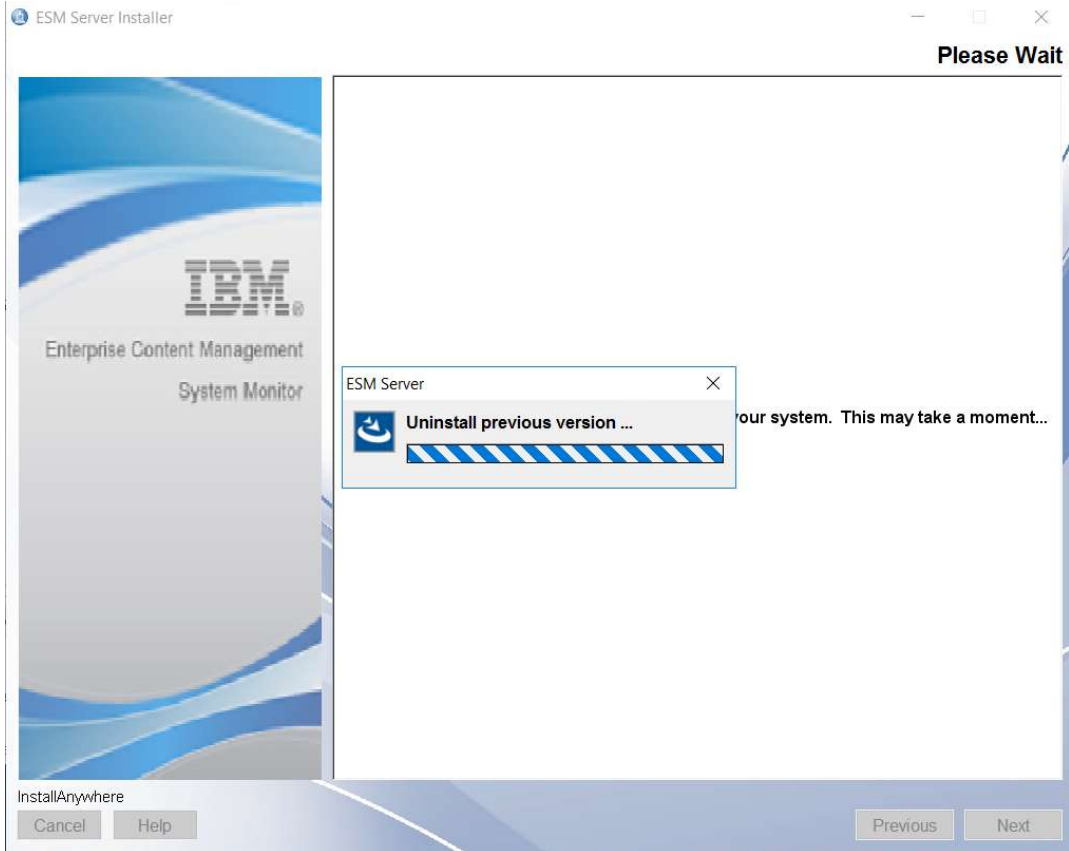 ESM Server Installer
Please Wait
IBM®
Enterprise Content Management
System Monitor
ESM Server
Uninstall previous version ...
your system. This may take a moment...
InstallAnywhere
Cancel
Help
Previous
Next